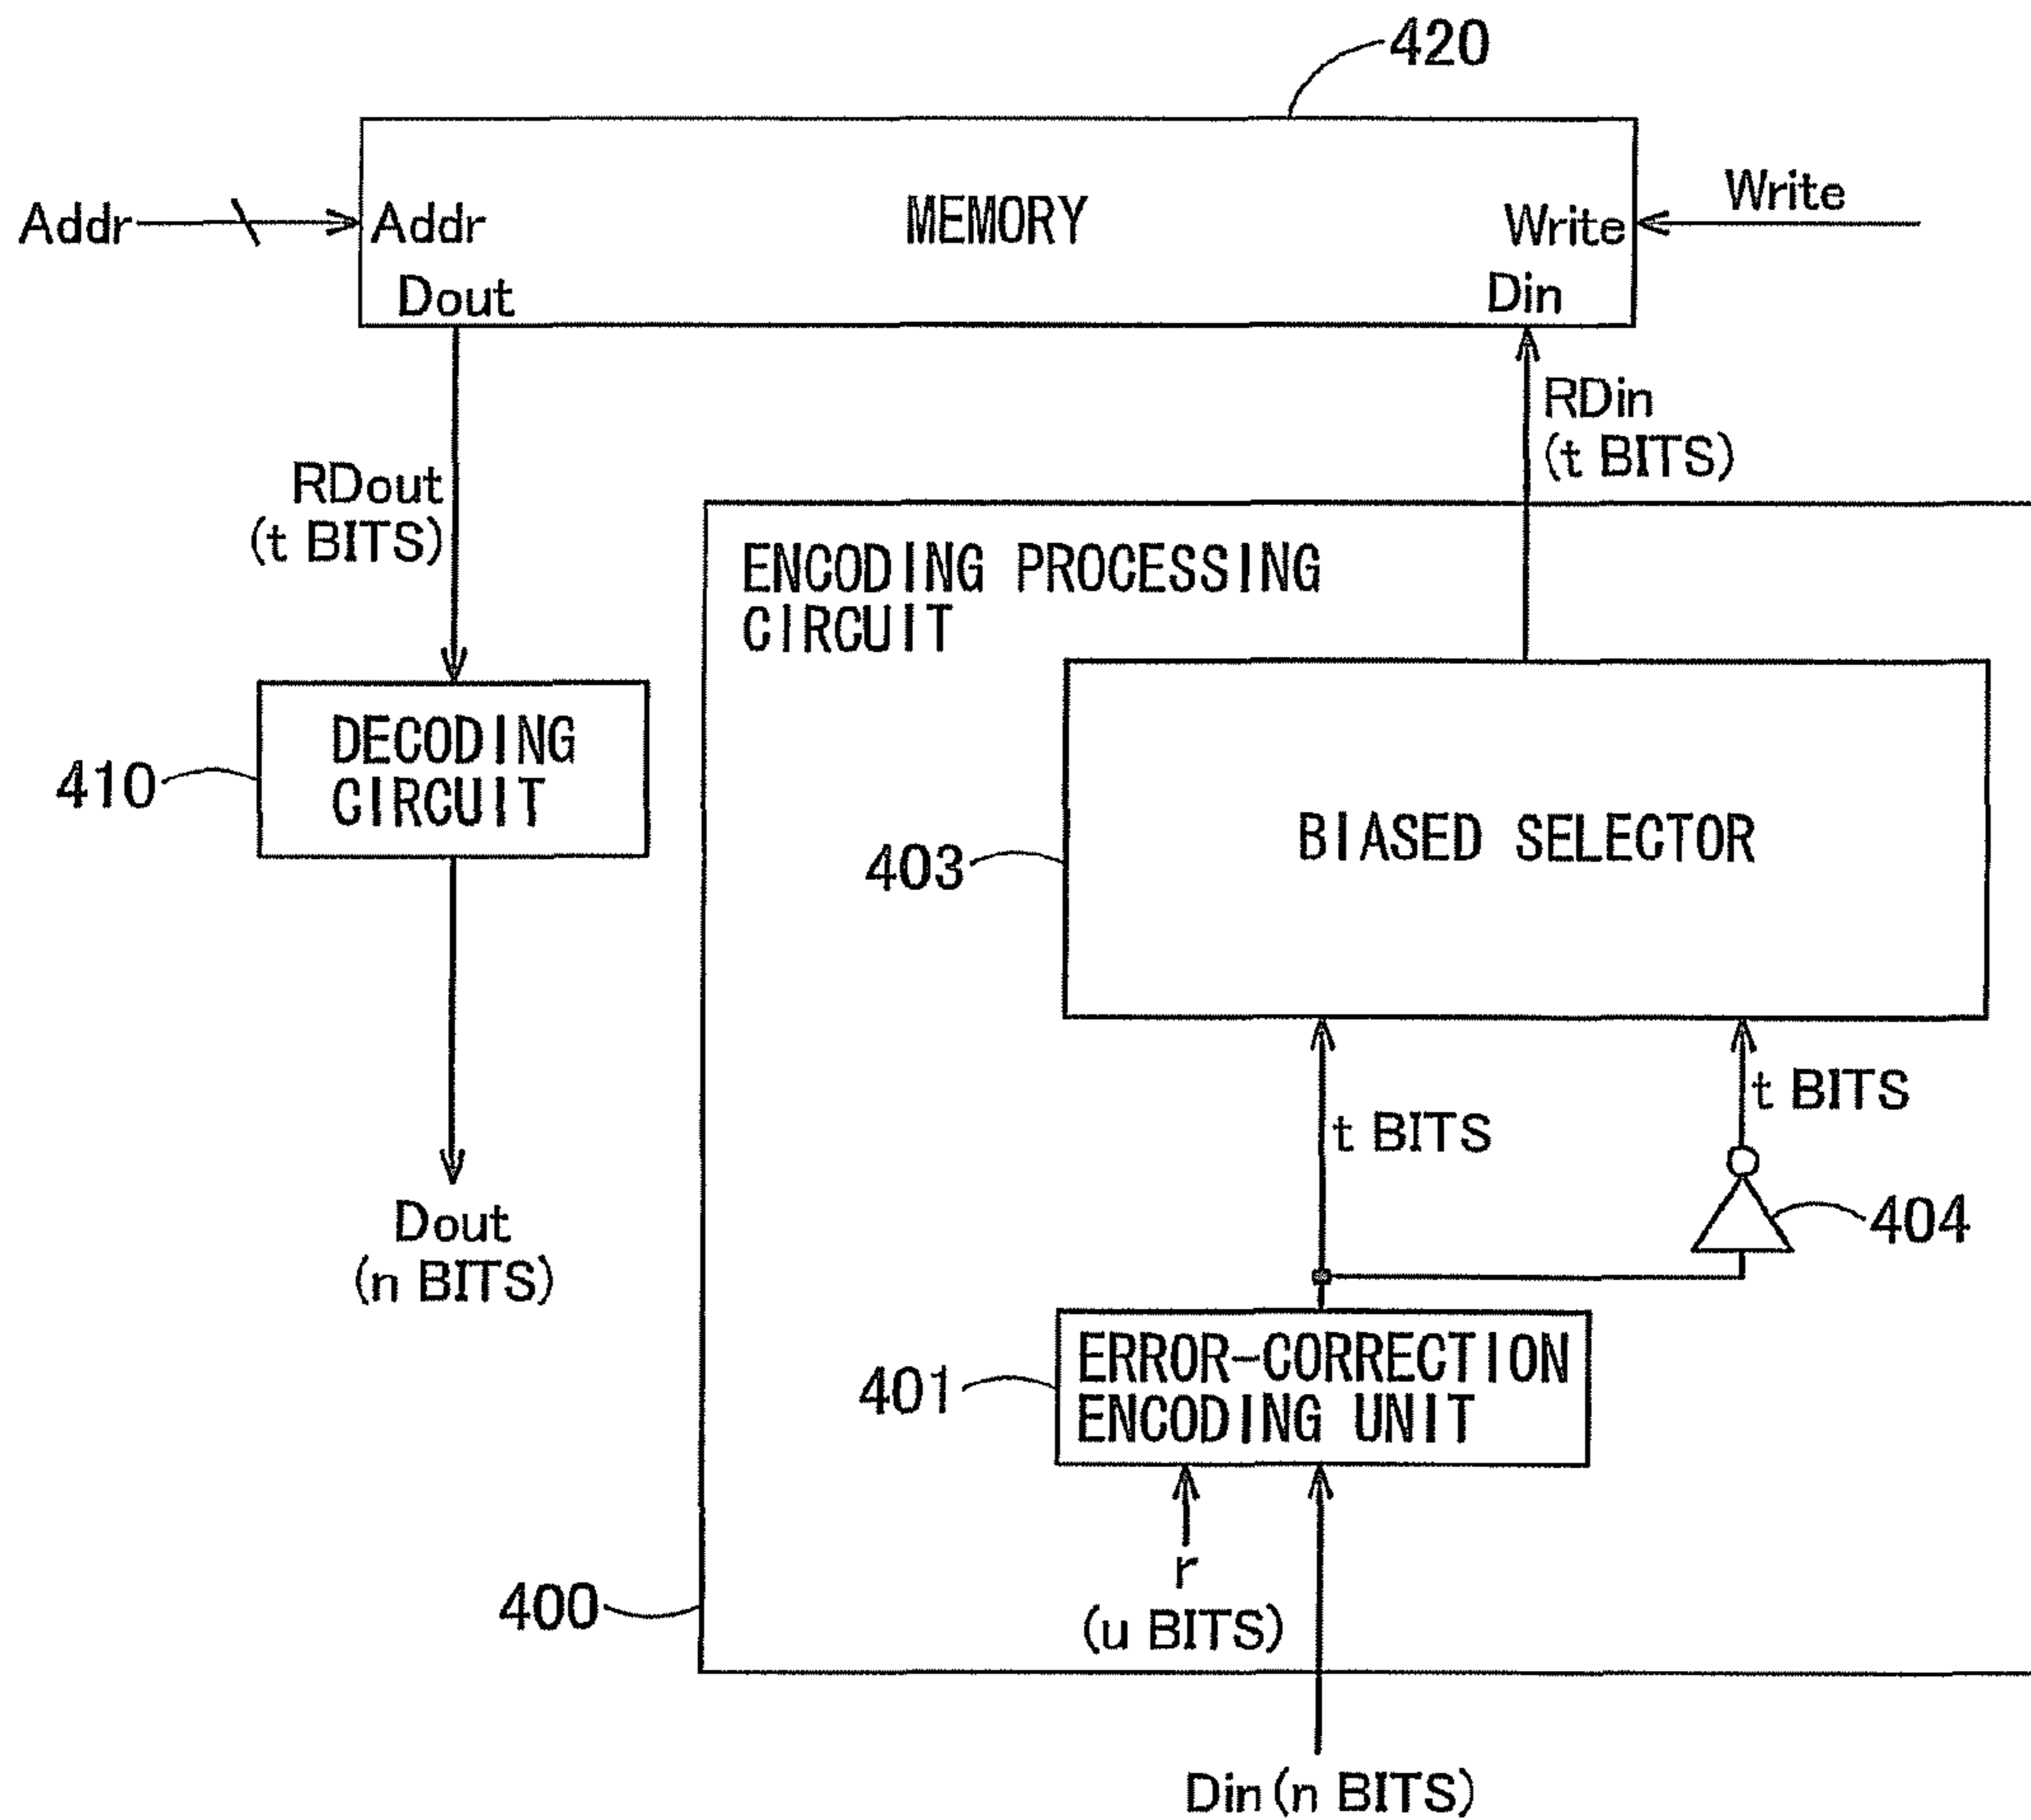 420
Addr
Addr
MEMORY
Write
Write
Dout
Din
RDin
(t BITS)
RDout
(t BITS)
ENCODING PROCESSING
CIRCUIT
DECODING
CIRCUIT
410
BIASED SELECTOR
403
t BITS
t BITS
404
Dout
(n BITS)
ERROR-CORRECTION
ENCODING UNIT
401
r
(u BITS)
400
Din (n BITS)